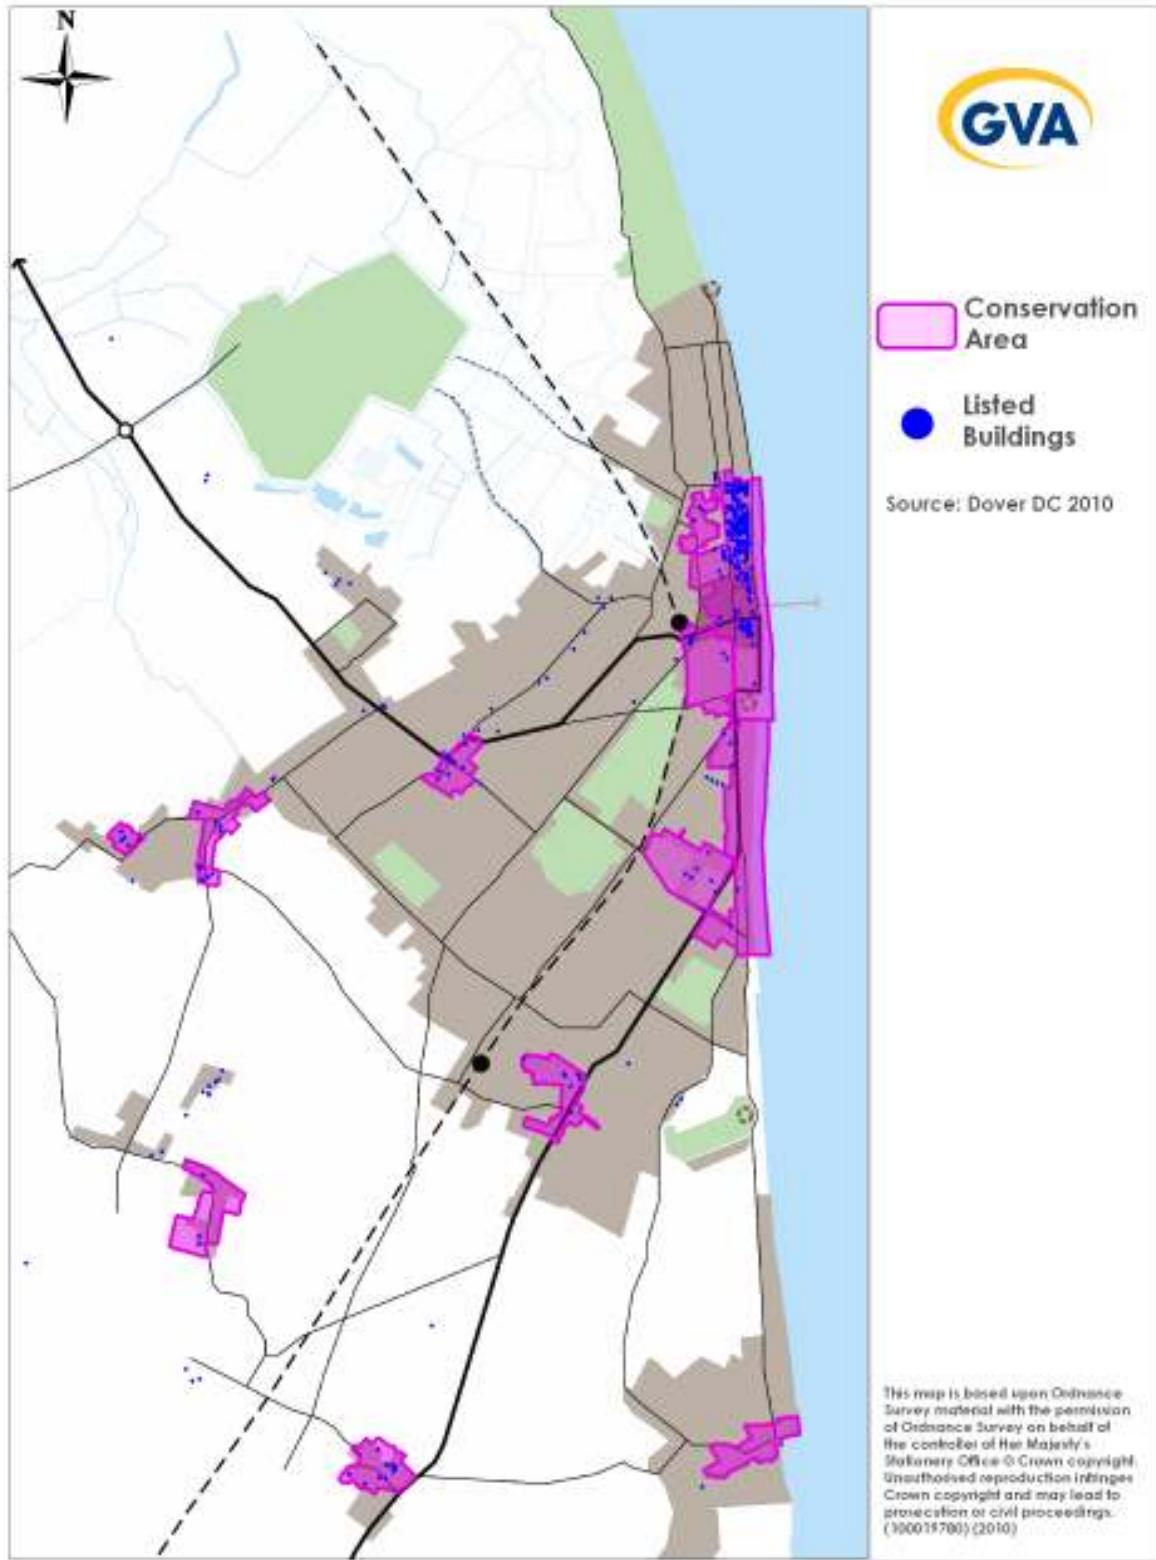 N
GVA
Conservation
Area
Listed
Buildings
Source: Dover DC 2010
This map is based upon Ordnance
Survey material with the permission
of Ordnance Survey on behalf of
the controller of Her Majesty's
Stationery Office © Crown copyright.
Unauthorised reproduction infringes
Crown copyright and may lead to
prosecution or civil proceedings.
(100019780) (2010)